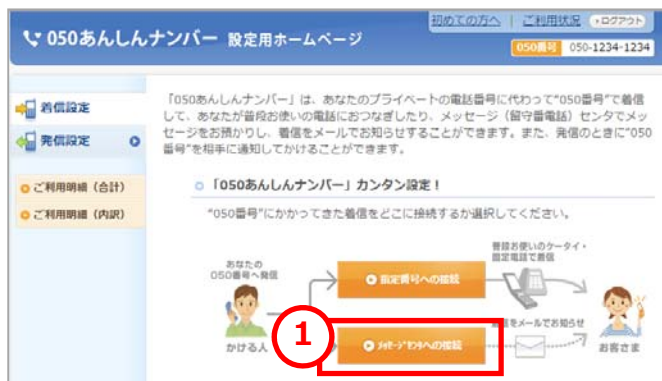 初めての方へ | ご利用状況 ログアウト
050あんしんナンバー 設定用ホームページ
050番号 050-1234-1234
着信設定
発信設定
ご利用明細（合計）
ご利用明細（内訳）
「050あんしんナンバー」は、あなたのプライベートの電話番号に代わって"050番号"で着信
して、あなたが普段お使いの電話におつなぎしたり、メッセージ（留守番電話）センタでメッ
セージをお預かりし、着信をメールでお知らせすることができます。また、発信のときに"050
番号"を相手に通知してかけることができます。
「050あんしんナンバー」カンタン設定！
"050番号"にかかってきた着信をどこに接続するか選択してください。
あなたの
050番号へ発信
かける人
指定番号への接続
普段お使いのケータイ・
固定電話で着信
1
ﾒｯｾｰｼﾞｾﾝﾀへの接続
信をメールでお知らせ
お客さま